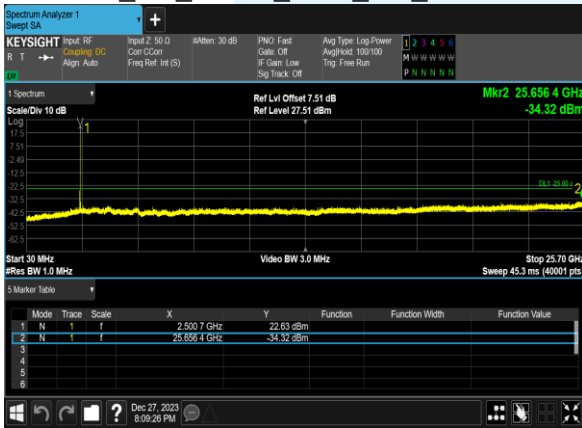 Spectrum Analyzer 1
Swept SA
+
KEYSIGHT Input: RF Input Z: 50 Ω #Atten: 30 dB PNO: Fast Avg Type: Log-Power 1 2 3 4 5 6
R T Coupling: DC Corr CCorr Gate: Off Avg|Hold: 100/100 M W W W W W
Align: Auto Freq Ref: Int (S) IF Gain: Low Trig: Free Run P N N N N N
Sig Track: Off
1 Spectrum Ref Lvl Offset 7.51 dB Mkr2 25.656 4 GHz
Scale/Div 10 dB Ref Level 27.51 dBm -34.32 dBm
Log
17.5
7.51
-2.49
-12.5
-22.5
-32.5
-42.5
-52.5
-62.5
1
2
Start 30 MHz Video BW 3.0 MHz Stop 25.70 GHz
#Res BW 1.0 MHz Sweep 45.3 ms (40001 pts)
5 Marker Table
Mode Trace Scale X Y Function Function Width Function Value
1 N 1 f 2.500 7 GHz 22.63 dBm
2 N 1 f 25.656 4 GHz -34.32 dBm
3
4
5
6
? Dec 27, 2023
8:09:26 PM